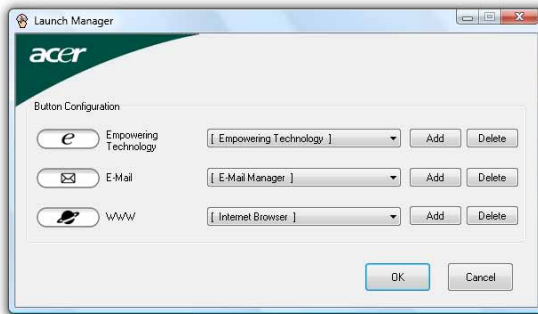 Launch Manager
acer
Button Configuration
e Empowering
Technology
[ Empowering Technology ] Add Delete
E-Mail [ E-Mail Manager ] Add Delete
WWW [ Internet Browser ] Add Delete
OK Cancel